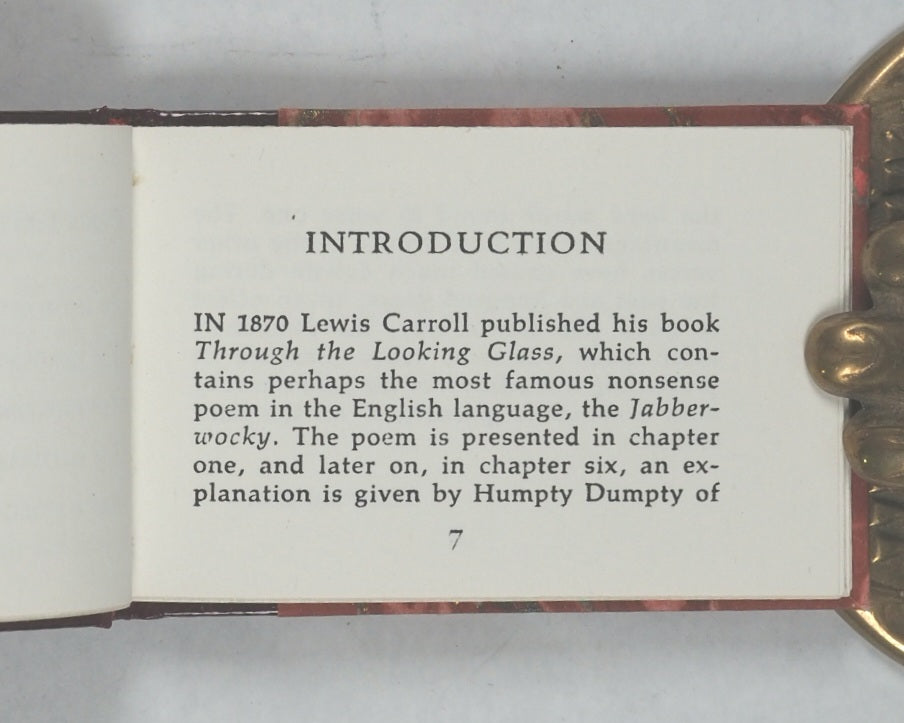 INTRODUCTION
IN 1870 Lewis Carroll published his book
Through the Looking Glass, which con-
tains perhaps the most famous nonsense
poem in the English language, the Jabber-
wocky. The poem is presented in chapter
one, and later on, in chapter six, an ex-
planation is given by Humpty Dumpty of
7